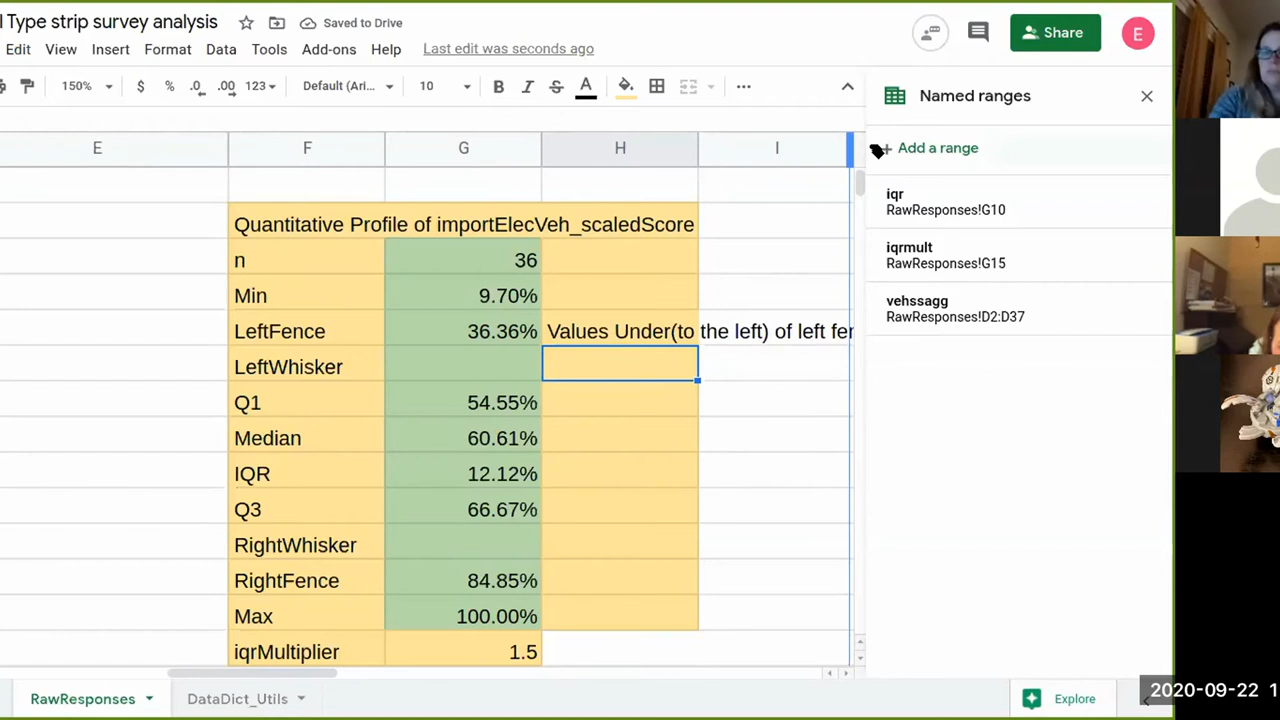 l Type strip survey analysis
Saved to Drive
Edit View Insert Format Data Tools Add-ons Help Last edit was seconds ago
Share
E
150% $ % .0 .00 123 Default (Ari... 10 B I S A
Named ranges
Add a range
iqr
RawResponses!G10
iqrmult
RawResponses!G15
vehssagg
RawResponses!D2:D37
E F G H I
Quantitative Profile of importElecVeh_scaledScore
n 36
Min 9.70%
LeftFence 36.36% Values Under(to the left) of left fen
LeftWhisker
Q1 54.55%
Median 60.61%
IQR 12.12%
Q3 66.67%
RightWhisker
RightFence 84.85%
Max 100.00%
iqrMultiplier 1.5
RawResponses DataDict_Utils
Explore
2020-09-22 1